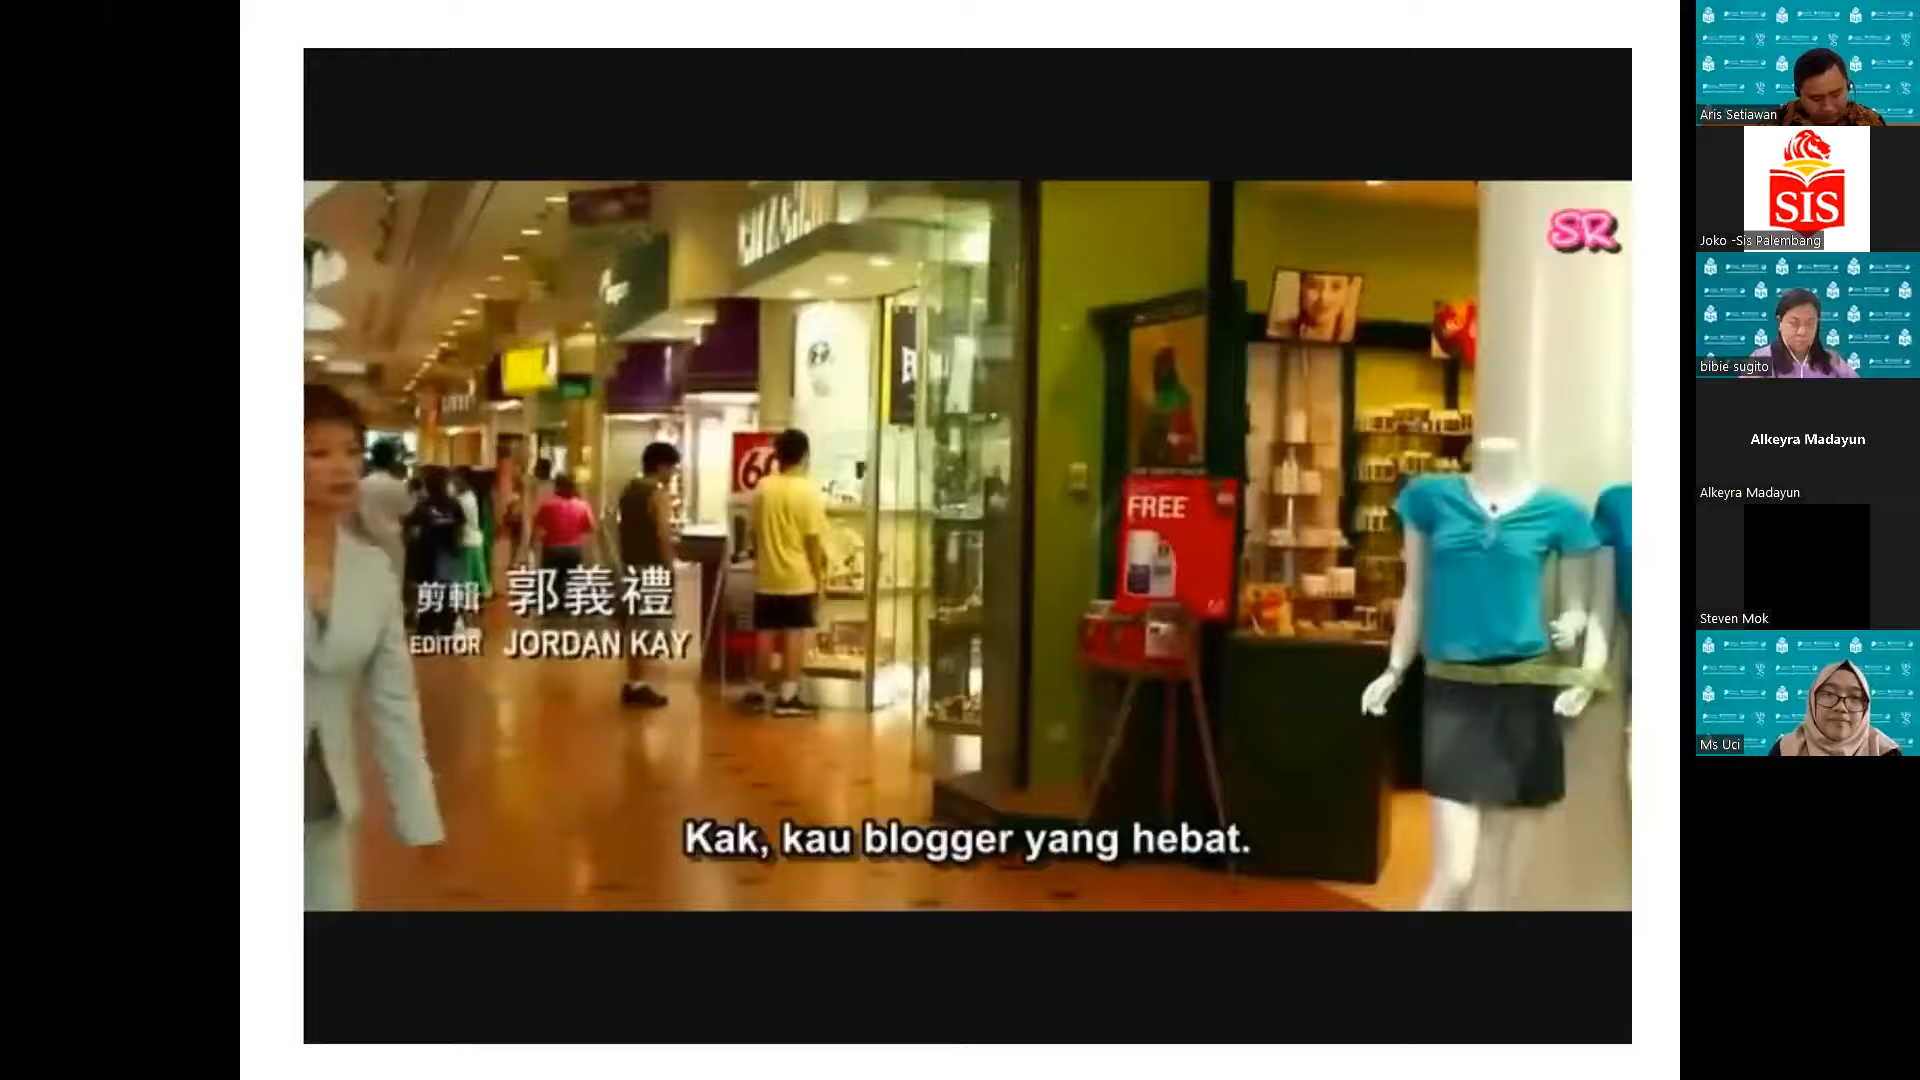 SR
60
FREE
剪輯 郭義禮
EDITOR JORDAN KAY
Kak, kau blogger yang hebat.
Aris Setiawan
SIS
Joko -Sis Palembang
bibie sugito
Alkeyra Madayun
Alkeyra Madayun
Steven Mok
Ms Uci